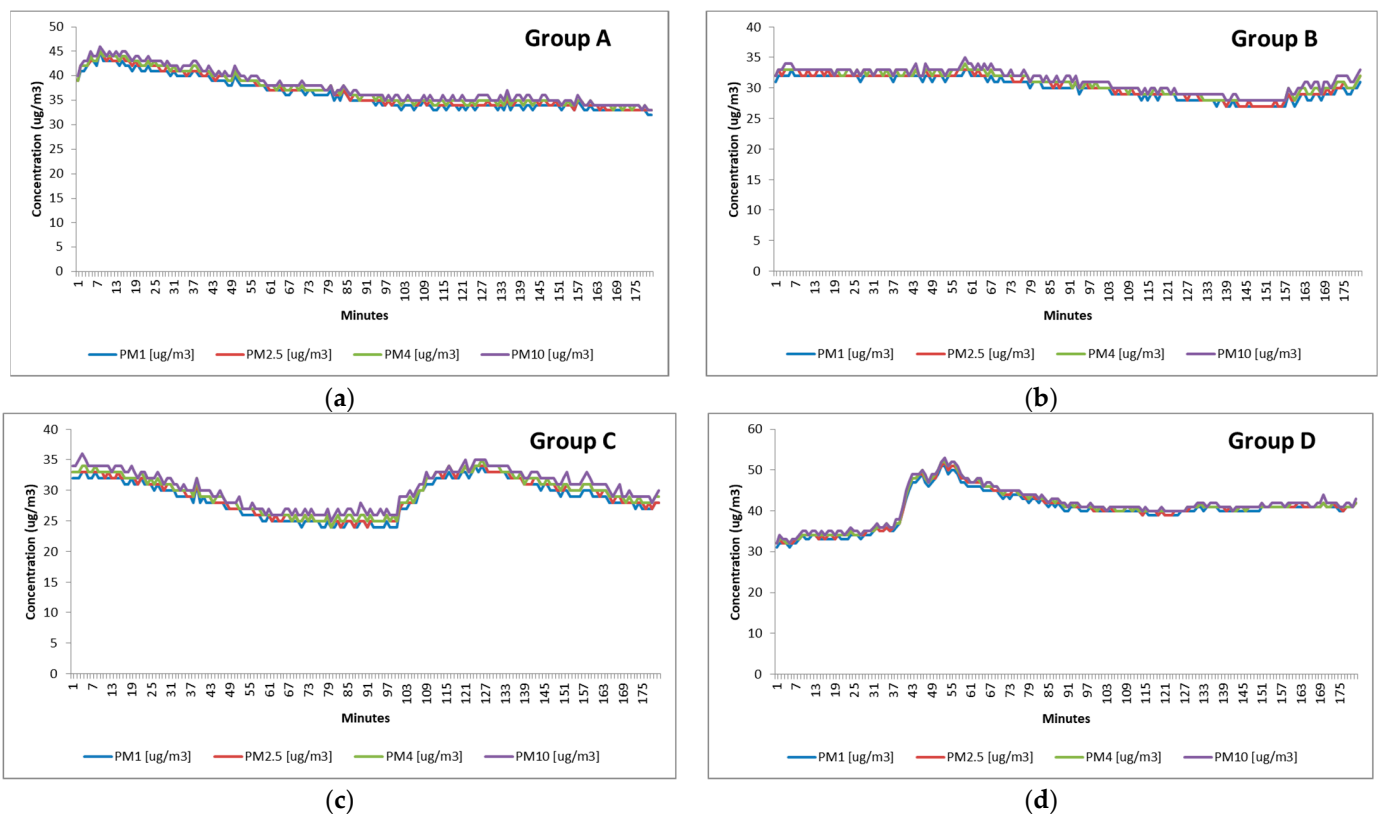 Group A
Concentration (ug/m3)
50
45
40
35
30
25
20
15
10
5
0
1 7 13 19 25 31 37 43 49 55 61 67 73 79 85 91 97 103 109 115 121 127 133 139 145 151 157 163 169 175
Minutes
PM1 [ug/m3] PM2.5 [ug/m3] PM4 [ug/m3] PM10 [ug/m3]
(a)
Group B
Concentration (ug/m3)
40
35
30
25
20
15
10
5
0
1 7 13 19 25 31 37 43 49 55 61 67 73 79 85 91 97 103 109 115 121 127 133 139 145 151 157 163 169 175
Minutes
PM1 [ug/m3] PM2.5 [ug/m3] PM4 [ug/m3] PM10 [ug/m3]
(b)
Group C
Concentration (ug/m3)
40
35
30
25
20
15
10
5
0
1 7 13 19 25 31 37 43 49 55 61 67 73 79 85 91 97 103 109 115 121 127 133 139 145 151 157 163 169 175
Minutes
PM1 [ug/m3] PM2.5 [ug/m3] PM4 [ug/m3] PM10 [ug/m3]
(c)
Group D
Concentration (ug/m3)
60
50
40
30
20
10
0
1 7 13 19 25 31 37 43 49 55 61 67 73 79 85 91 97 103 109 115 121 127 133 139 145 151 157 163 169 175
Minutes
PM1 [ug/m3] PM2.5 [ug/m3] PM4 [ug/m3] PM10 [ug/m3]
(d)